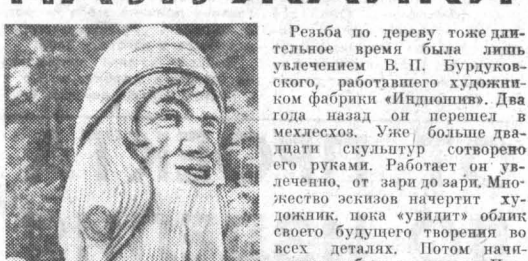 Резьба по дереву тоже дли-
тельное время была лишь
увлечением В. П. Бурдуков-
ского, работавшего художни-
ком фабрики «Индпошив». Два
года назад он перешел в
мехлесхоз. Уже больше два-
дцати скульптур сотворено
его руками. Работает он ув-
леченно, от зари до зари. Мно-
жество эскизов начертит ху-
дожник, пока «увидит» облик
своего будущего творения во
всех деталях. Потом начи-